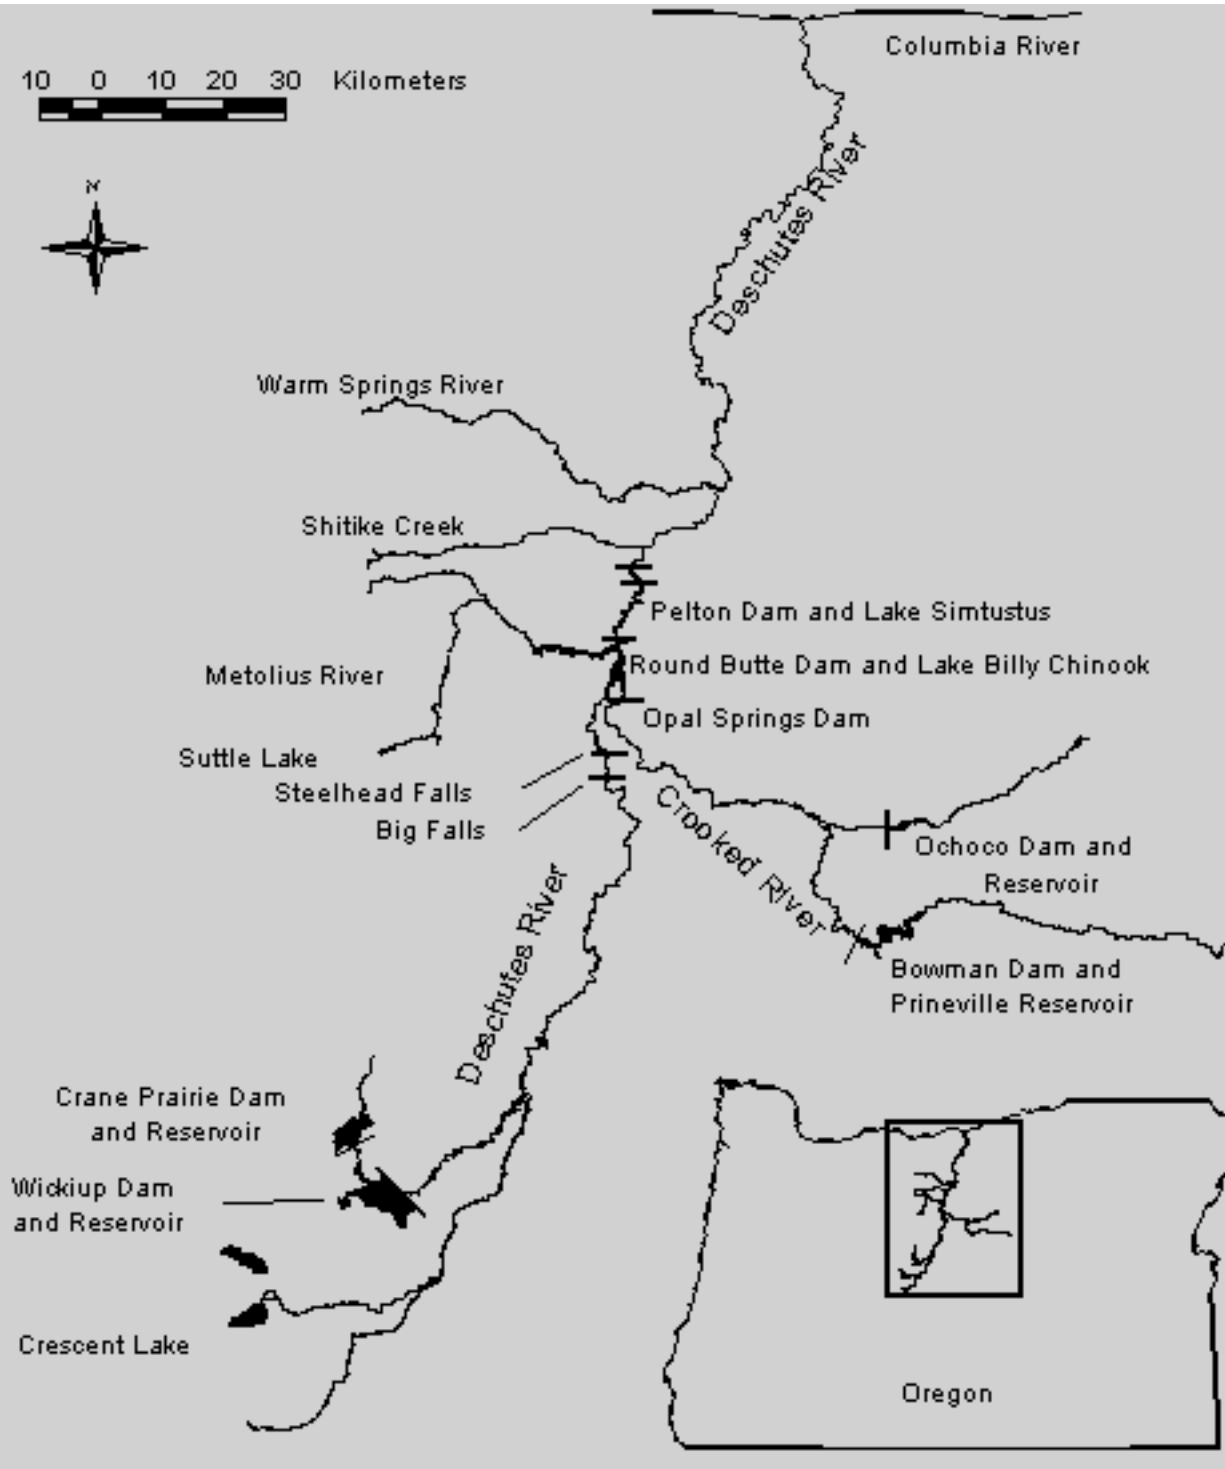 Columbia River
10 0 10 20 30 Kilometers
N
Deschutes River
Warm Springs River
Shitike Creek
Pelton Dam and Lake Simtustus
Round Butte Dam and Lake Billy Chinook
Metolius River
Opal Springs Dam
Suttle Lake
Steelhead Falls
Big Falls
Crooked River
Ochoco Dam and
Reservoir
Deschutes River
Bowman Dam and
Prineville Reservoir
Crane Prairie Dam
and Reservoir
Wickiup Dam
and Reservoir
Crescent Lake
Oregon